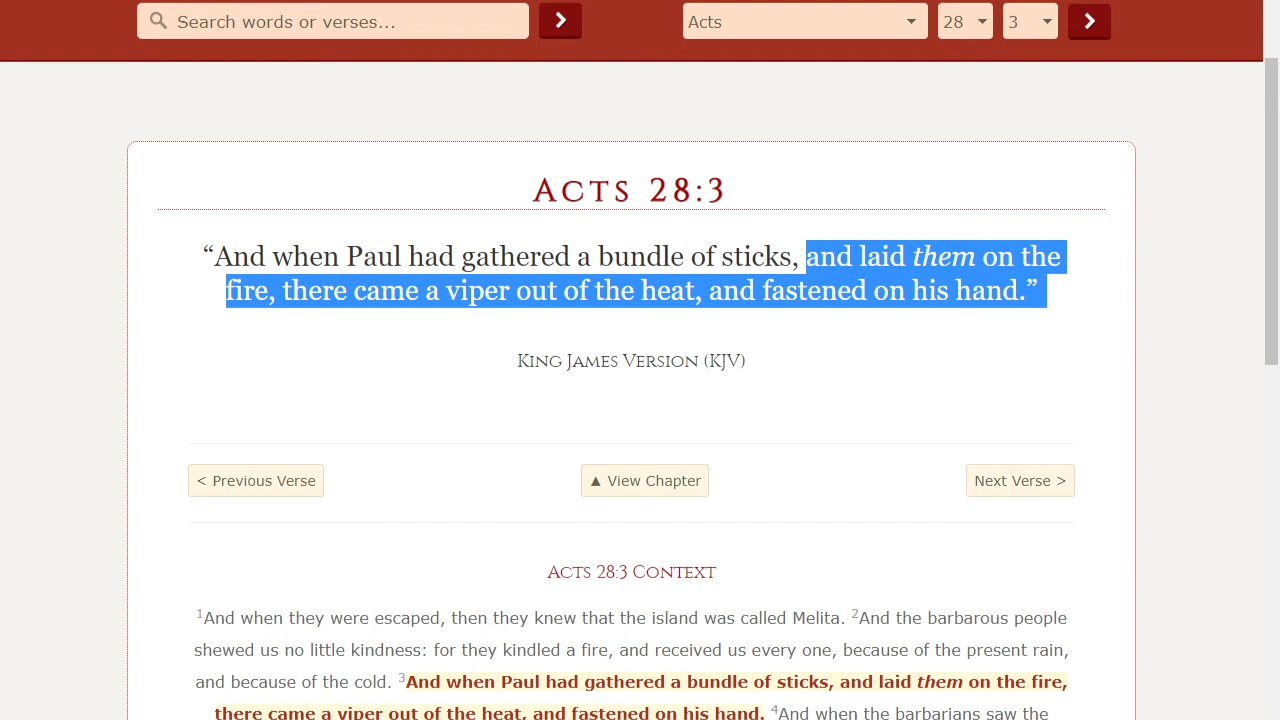 Search words or verses...
Acts 28 3
Acts 28:3
“And when Paul had gathered a bundle of sticks, and laid them on the
fire, there came a viper out of the heat, and fastened on his hand.”
King James Version (KJV)
< Previous Verse ▲ View Chapter Next Verse >
Acts 28:3 Context
1And when they were escaped, then they knew that the island was called Melita. 2And the barbarous people
shewed us no little kindness: for they kindled a fire, and received us every one, because of the present rain,
and because of the cold. 3And when Paul had gathered a bundle of sticks, and laid them on the fire,
there came a viper out of the heat, and fastened on his hand. 4And when the barbarians saw the